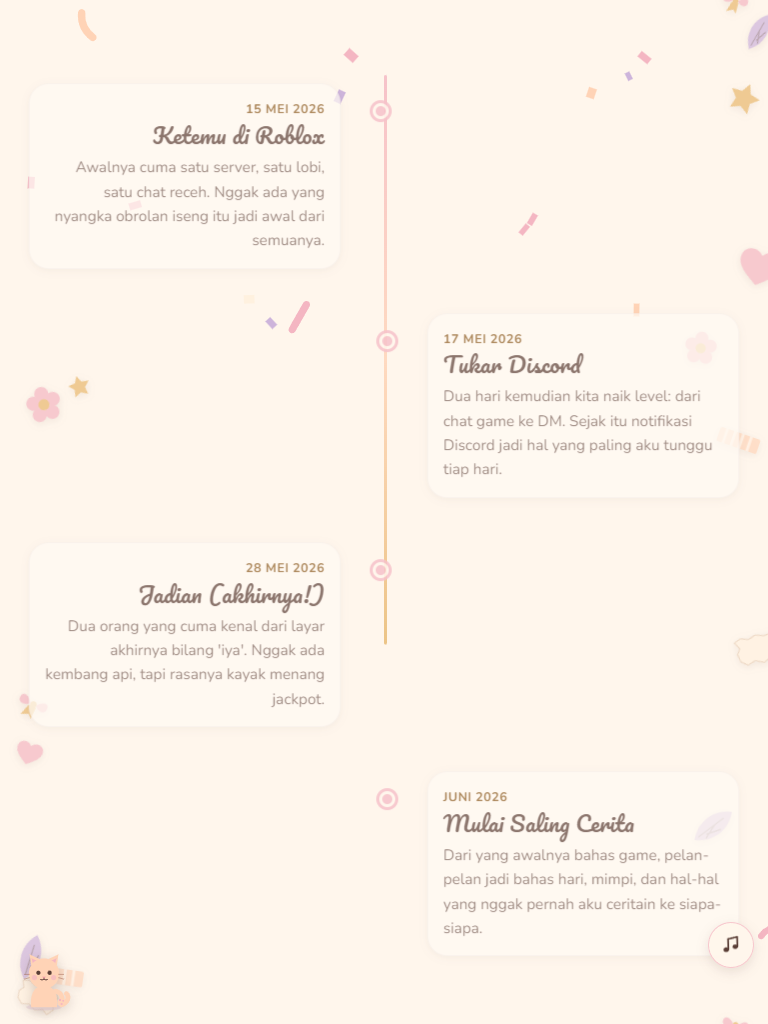 15 MEI 2026
Ketemu di Roblox
Awalnya cuma satu server, satu lobi,
satu chat receh. Nggak ada yang
nyangka obrolan iseng itu jadi awal dari
semuanya.
17 MEI 2026
Tukar Discord
Dua hari kemudian kita naik level: dari
chat game ke DM. Sejak itu notifikasi
Discord jadi hal yang paling aku tunggu
tiap hari.
28 MEI 2026
Jadian (akhirnya!)
Dua orang yang cuma kenal dari layar
akhirnya bilang 'iya'. Nggak ada
kembang api, tapi rasanya kayak menang
jackpot.
JUNI 2026
Mulai Saling Cerita
Dari yang awalnya bahas game, pelan-
pelan jadi bahas hari, mimpi, dan hal-hal
yang nggak pernah aku ceritain ke siapa-
siapa.